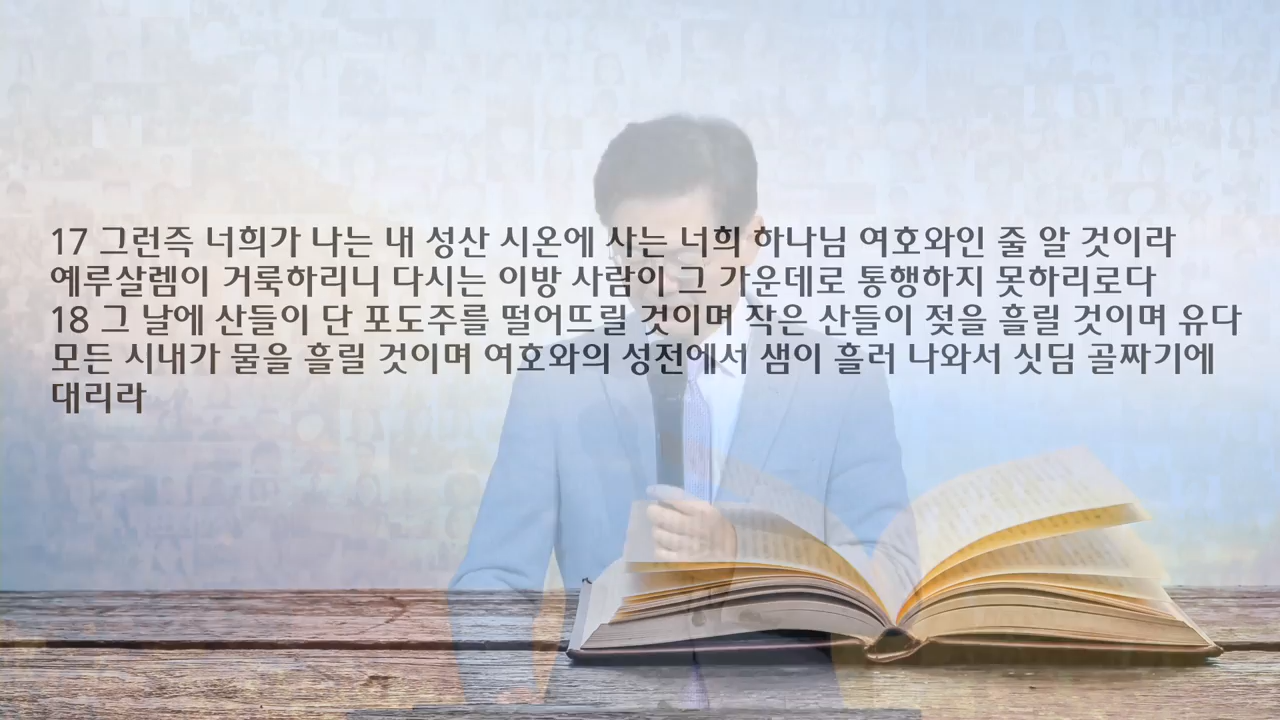 17 그런즉 너희가 나는 내 성산 시온에 사는 너희 하나님 여호와인 줄 알 것이라
예루살렘이 거룩하리니 다시는 이방 사람이 그 가운데로 통행하지 못하리로다
18 그 날에 산들이 단 포도주를 떨어뜨릴 것이며 작은 산들이 젖을 흘릴 것이며 유다
모든 시내가 물을 흘릴 것이며 여호와의 성전에서 샘이 흘러 나와서 싯딤 골짜기에
대리라